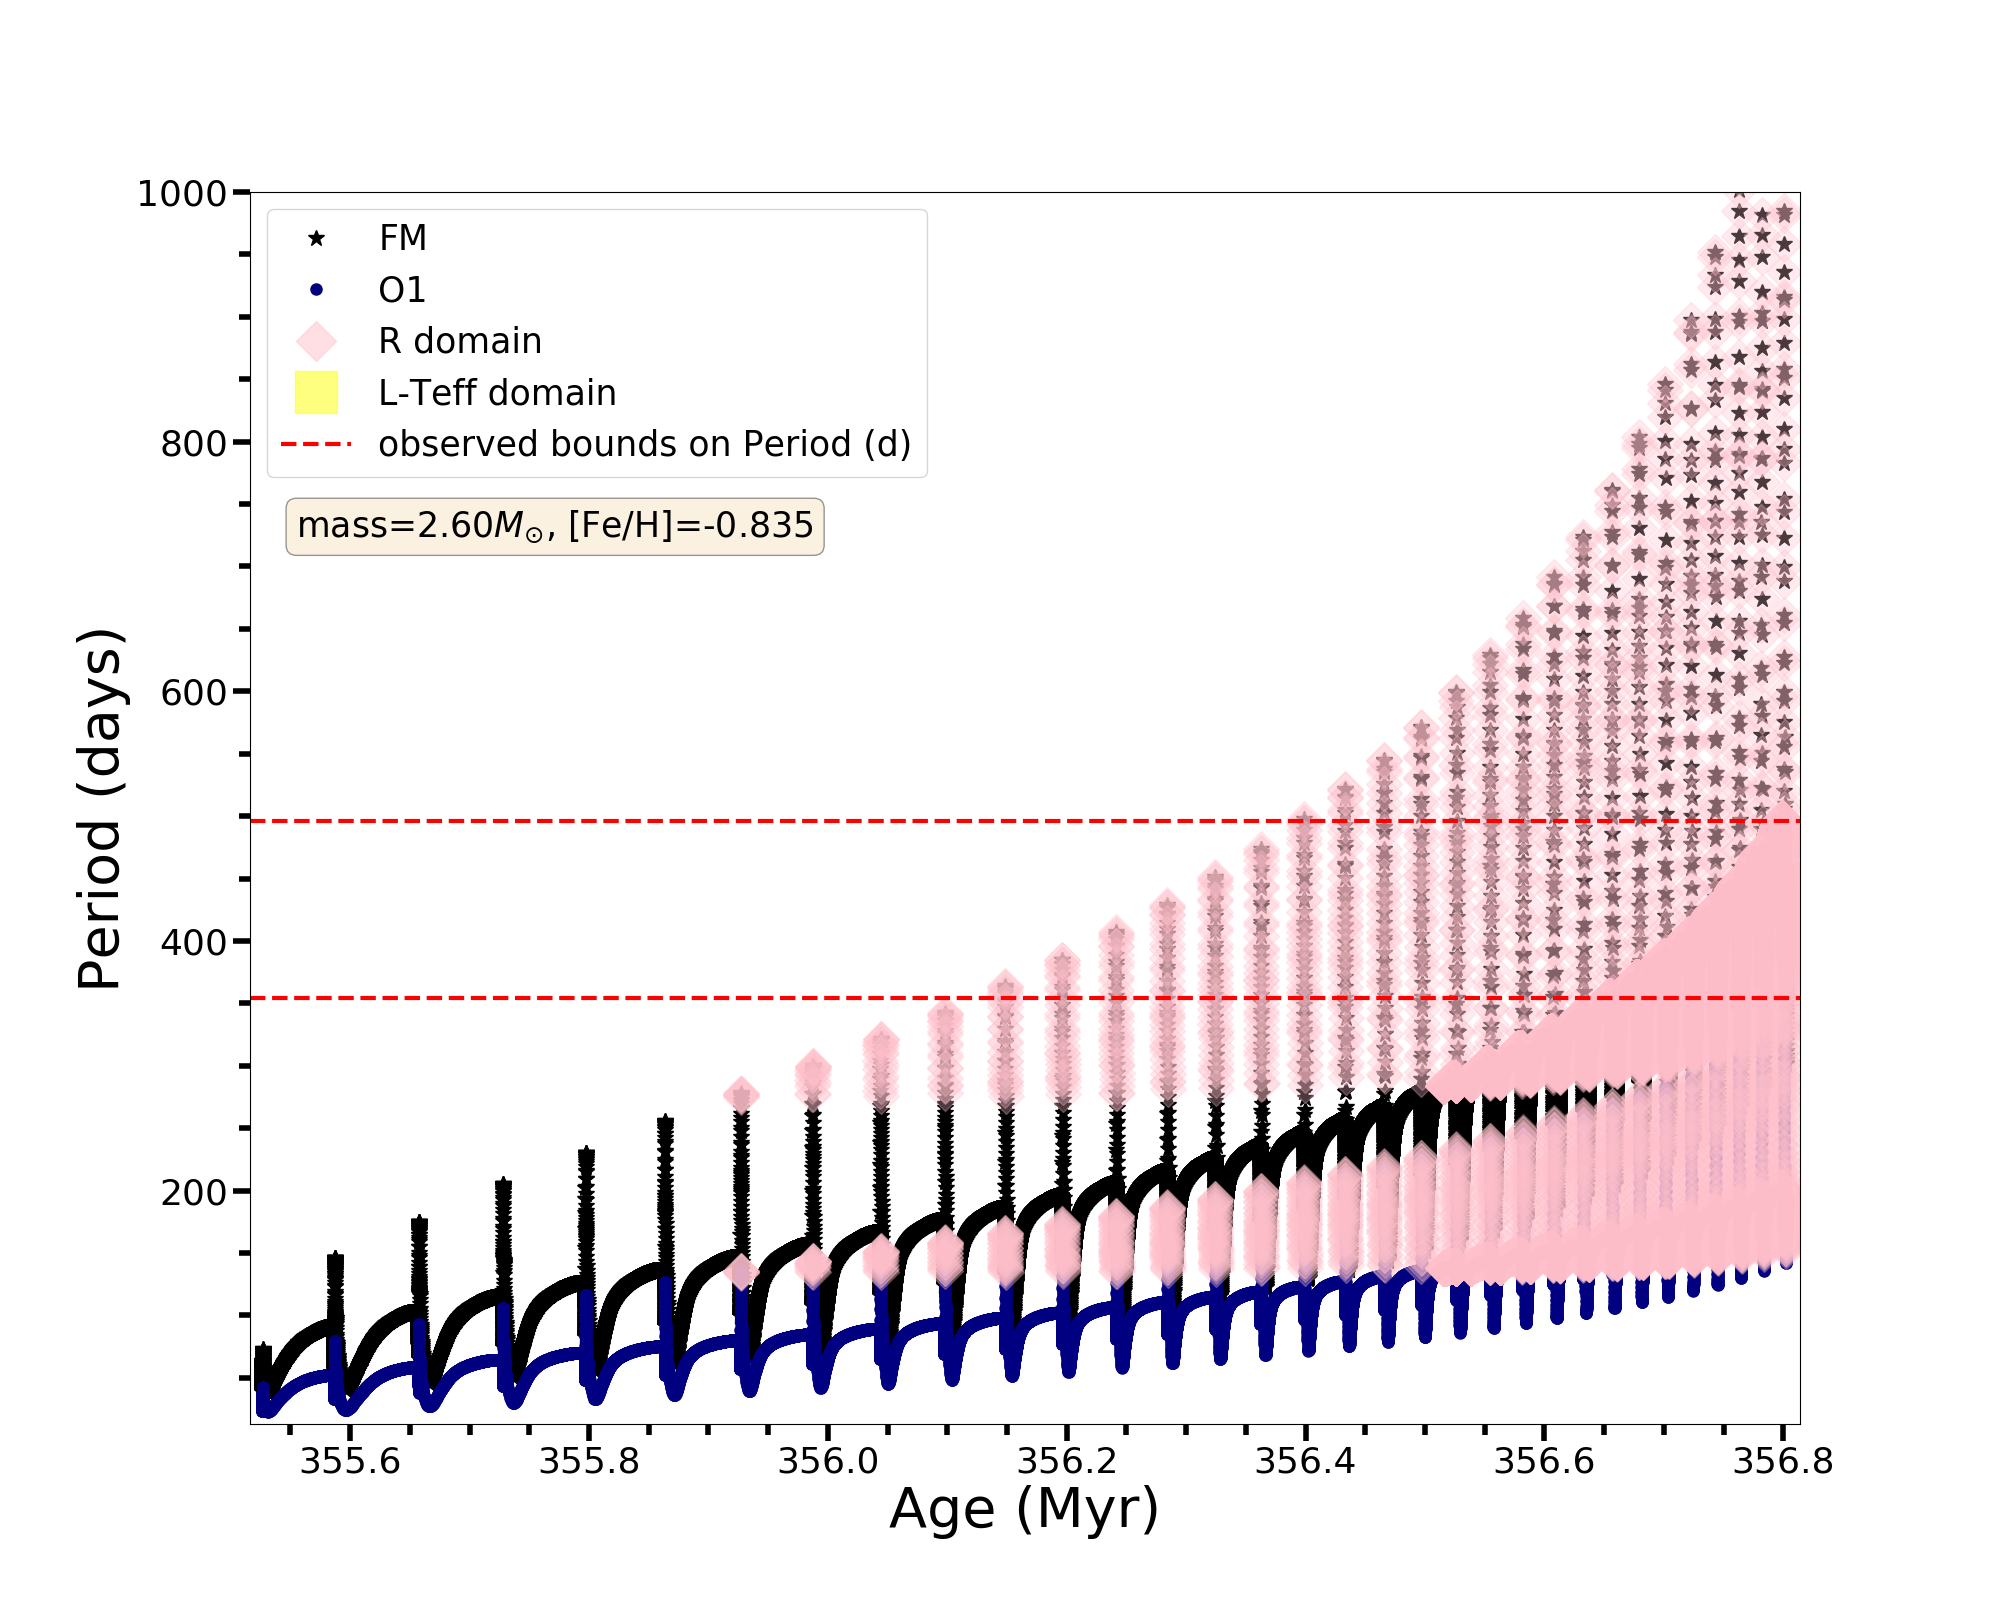 1000
800
600
400
200
Period (days)
FM
O1
R domain
L-Teff domain
observed bounds on Period (d)
mass=2.60M⊙, [Fe/H]=-0.835
355.6 355.8 356.0 356.2 356.4 356.6 356.8
Age (Myr)